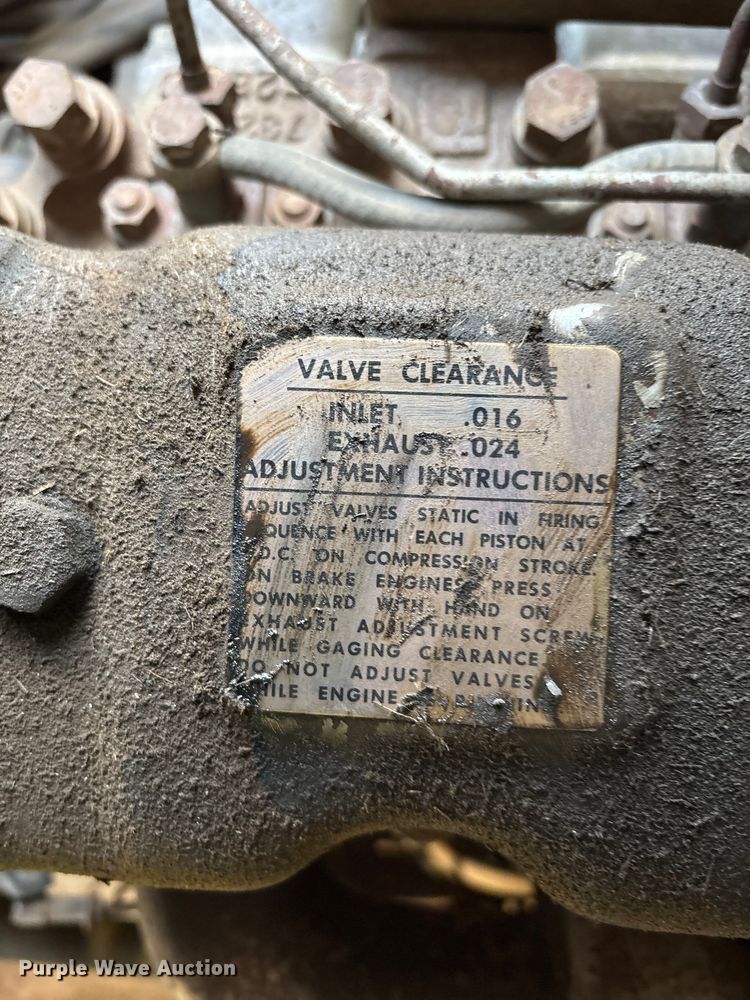 VALVE CLEARANCE
INLET .016
EXHAUST .024
ADJUSTMENT INSTRUCTIONS
ADJUST VALVES STATIC IN FIRING
SEQUENCE WITH EACH PISTON AT
T.D.C. ON COMPRESSION STROKE.
ON BRAKE ENGINES PRESS
DOWNWARD WITH HAND ON
EXHAUST ADJUSTMENT SCREW
WHILE GAGING CLEARANCE
DO NOT ADJUST VALVES
WHILE ENGINE
Purple Wave Auction